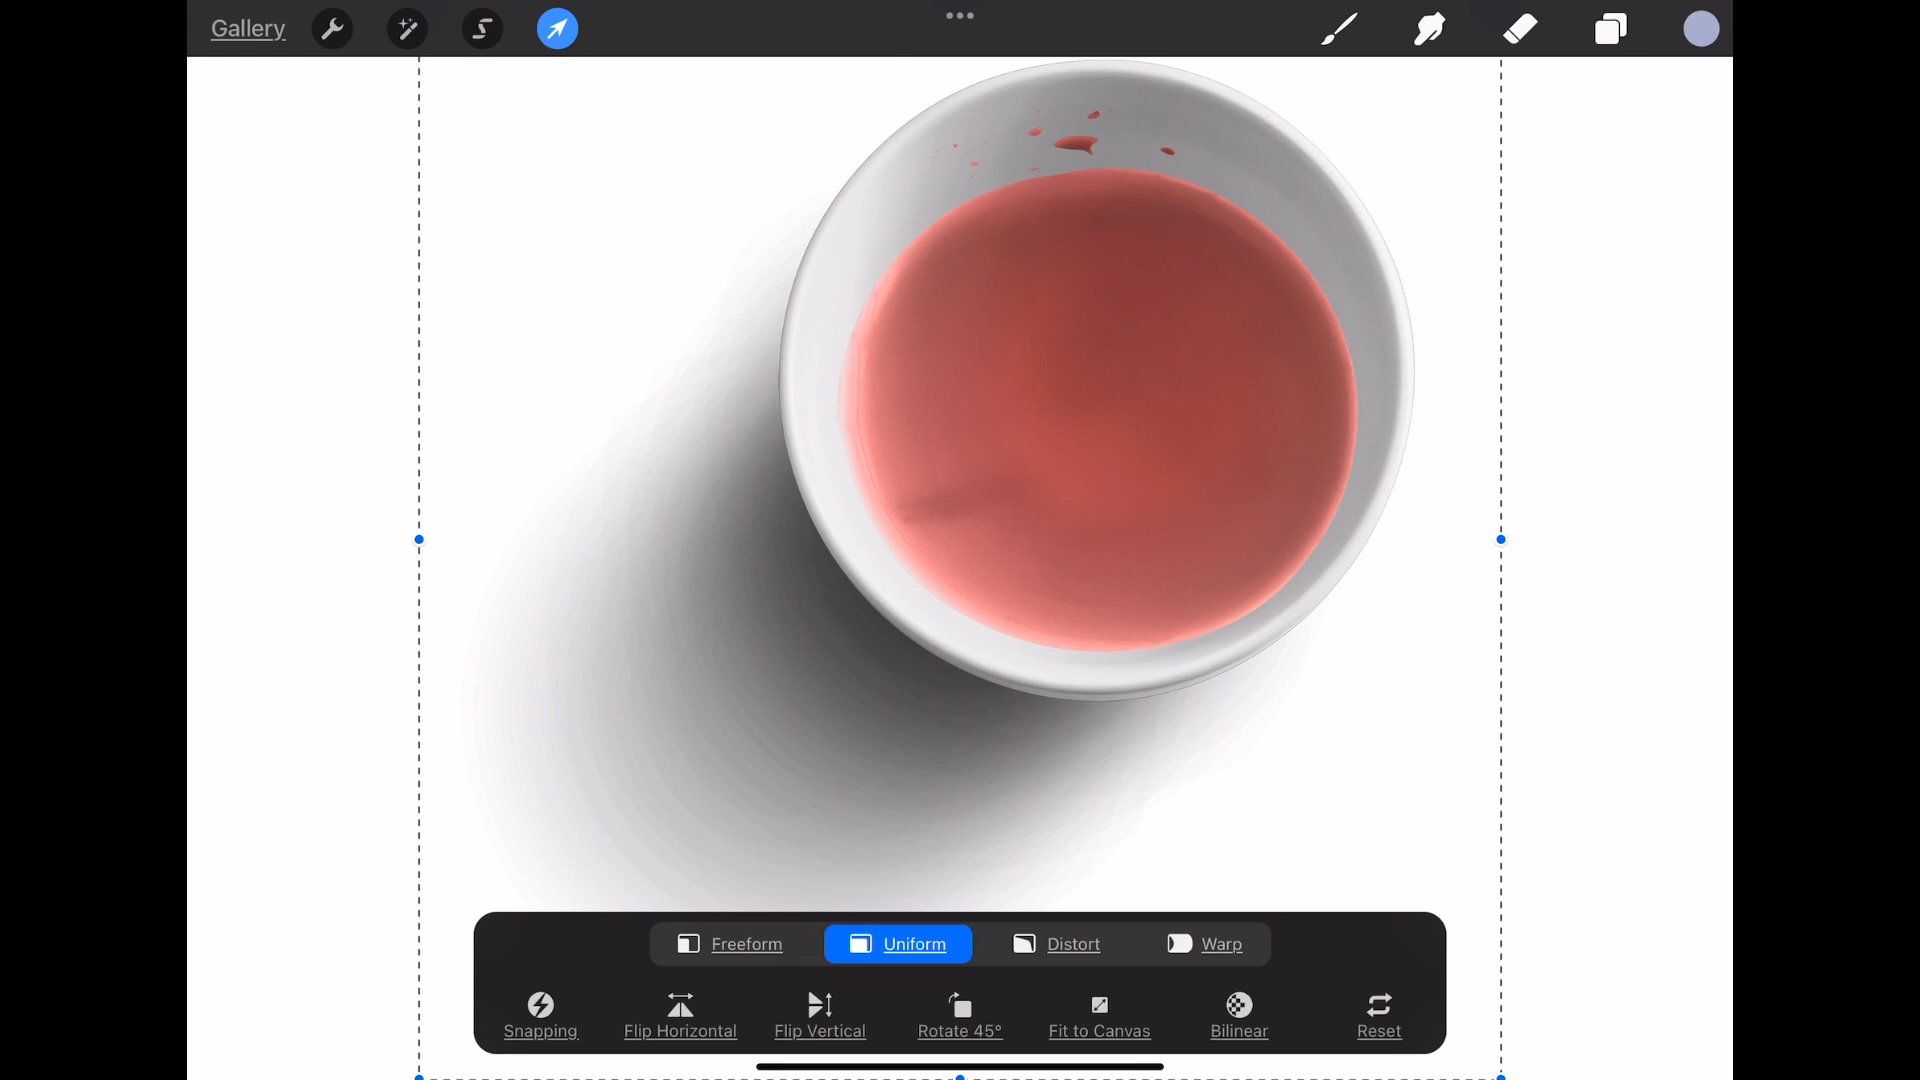 Gallery
Freeform Uniform Distort Warp
Snapping Flip Horizontal Flip Vertical Rotate 45° Fit to Canvas Bilinear Reset